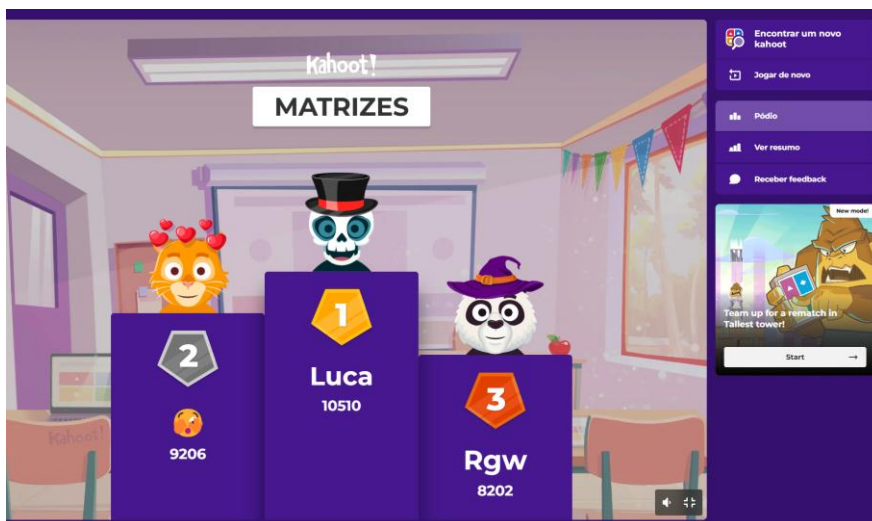 Kahoot!
MATRIZES
1
Luca
10510
2
9206
3
Rgw
8202
Kahoot!
Encontrar um novo
kahoot
Jogar de novo
Pódio
Ver resumo
Receber feedback
New mode!
Team up for a rematch in
Tallest tower!
Start